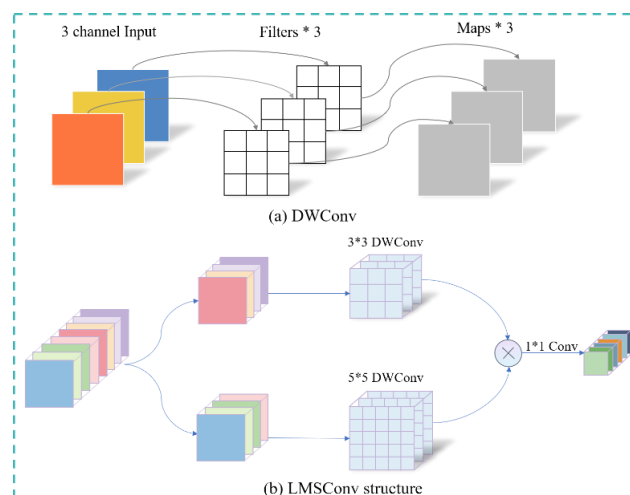 3 channel Input
Filters * 3
Maps * 3
(a) DWConv
3*3 DWConv
1*1 Conv
5*5 DWConv
(b) LMSConv structure